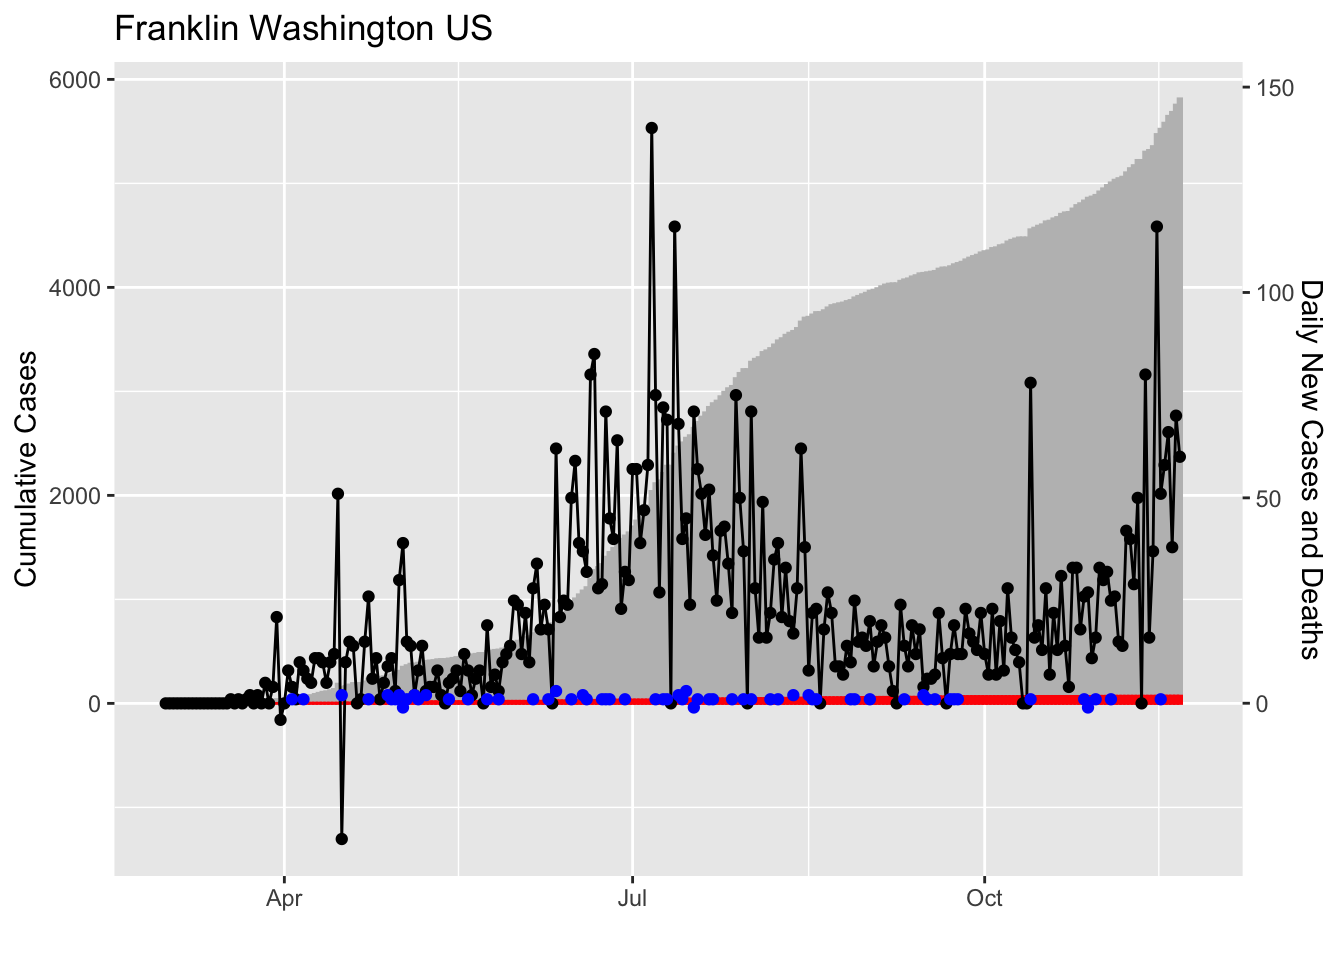 Franklin Washington US
6000
4000
2000
0
Cumulative Cases
150
100
50
0
Daily New Cases and Deaths
Apr
Jul
Oct